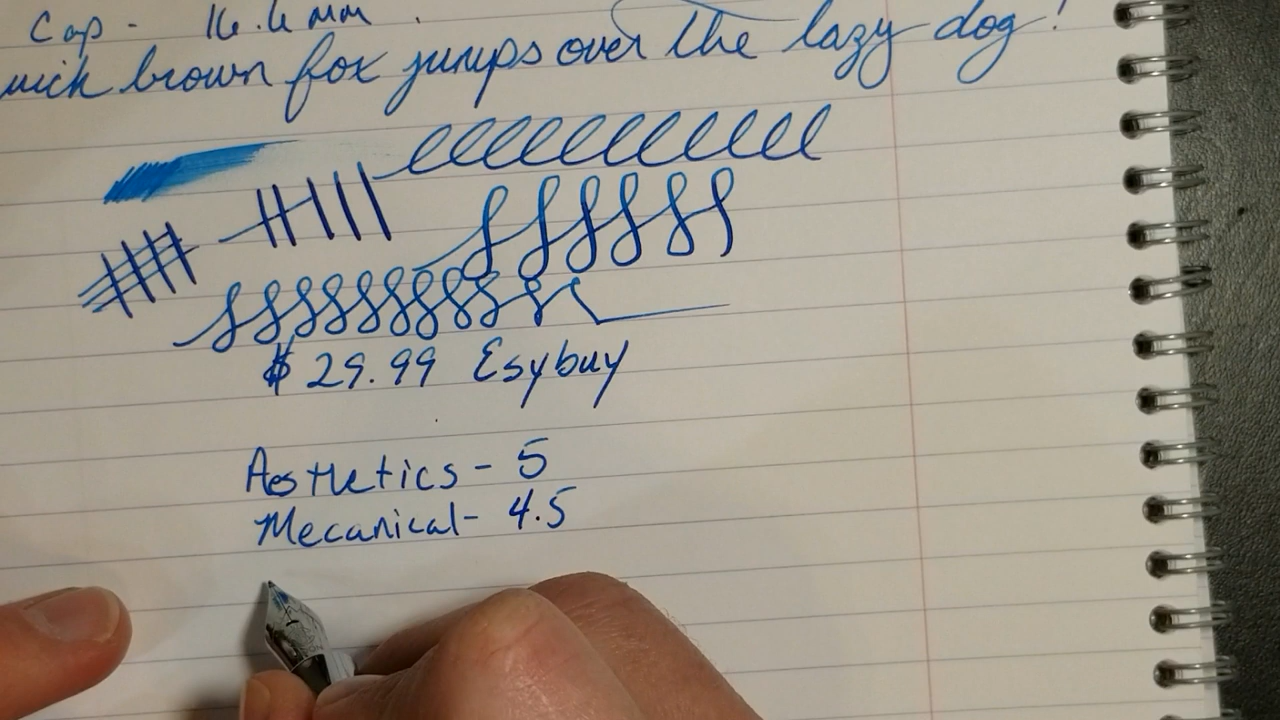 Cap - 16.6 mm .
uick brown fox jumps over the lazy dog!
$ 29.99 Esybuy
Aesthetics - 5
Mecanical - 4.5